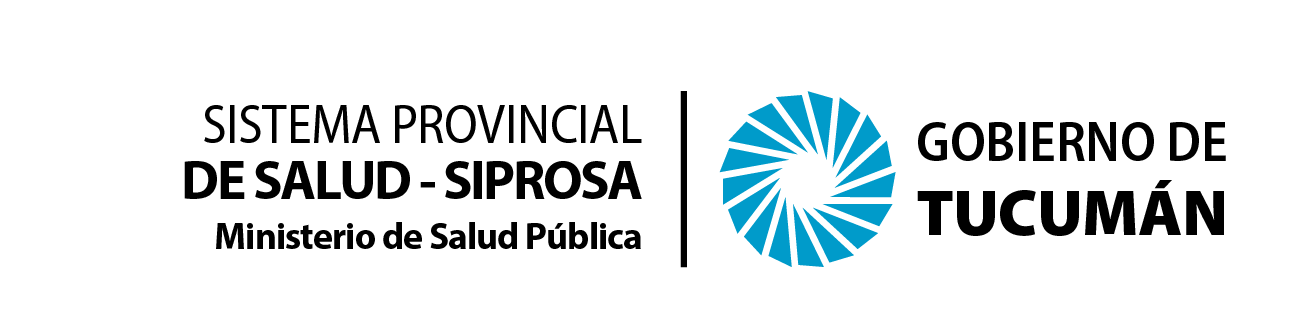 SISTEMA PROVINCIAL
DE SALUD - SIPROSA
Ministerio de Salud Pública
GOBIERNO DE
TUCUMÁN